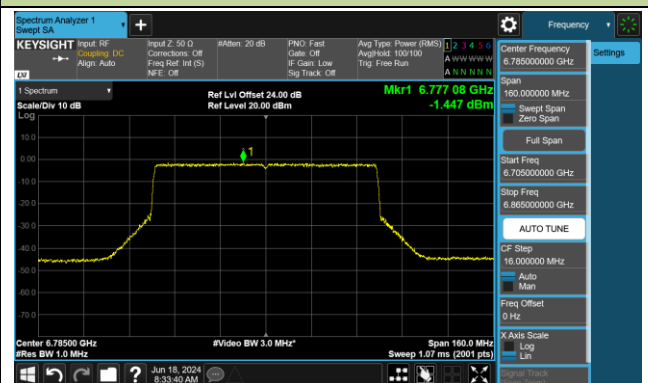 Spectrum Analyzer 1
Swept SA
+
Frequency
KEYSIGHT
Input: RF
Coupling: DC
Align: Auto
Input Z: 50 Ω
Corrections: Off
Freq Ref: Int (S)
NFE: Off
#Atten: 20 dB
PNO: Fast
Gate: Off
IF Gain: Low
Sig Track: Off
Avg Type: Power (RMS)
Avg|Hold: 100/100
Trig: Free Run
1 2 3 4 5 6
A W W W W W
A N N N N N
LXI
1 Spectrum
Scale/Div 10 dB
Log
Ref Lvl Offset 24.00 dB
Ref Level 20.00 dBm
Mkr1 6.777 08 GHz
-1.447 dBm
1
10.0
0.00
-10.0
-20.0
-30.0
-40.0
-50.0
-60.0
-70.0
Center 6.78500 GHz
#Res BW 1.0 MHz
#Video BW 3.0 MHz*
Span 160.0 MHz
Sweep 1.07 ms (2001 pts)
Center Frequency
6.785000000 GHz
Settings
Span
160.000000 MHz
Swept Span
Zero Span
Full Span
Start Freq
6.705000000 GHz
Stop Freq
6.865000000 GHz
AUTO TUNE
CF Step
16.000000 MHz
Auto
Man
Freq Offset
0 Hz
X Axis Scale
Log
Lin
Signal Track
?
Jun 18, 2024
8:33:40 AM